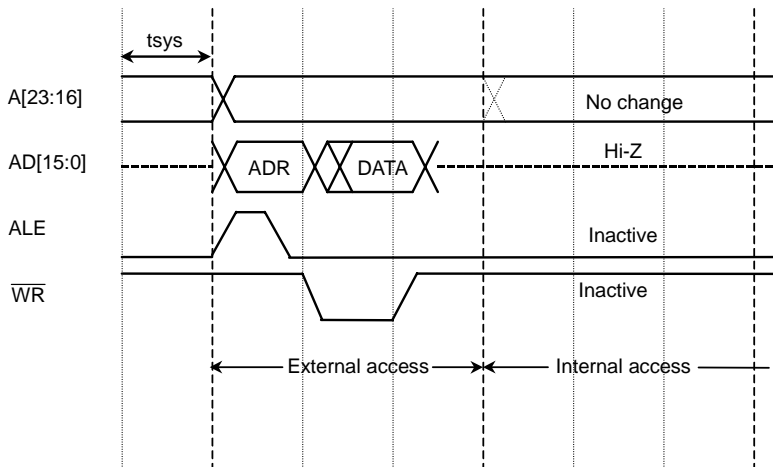 tsys
A[23:16]
No change
AD[15:0]
ADR
DATA
Hi-Z
ALE
Inactive
WR
Inactive
External access
Internal access